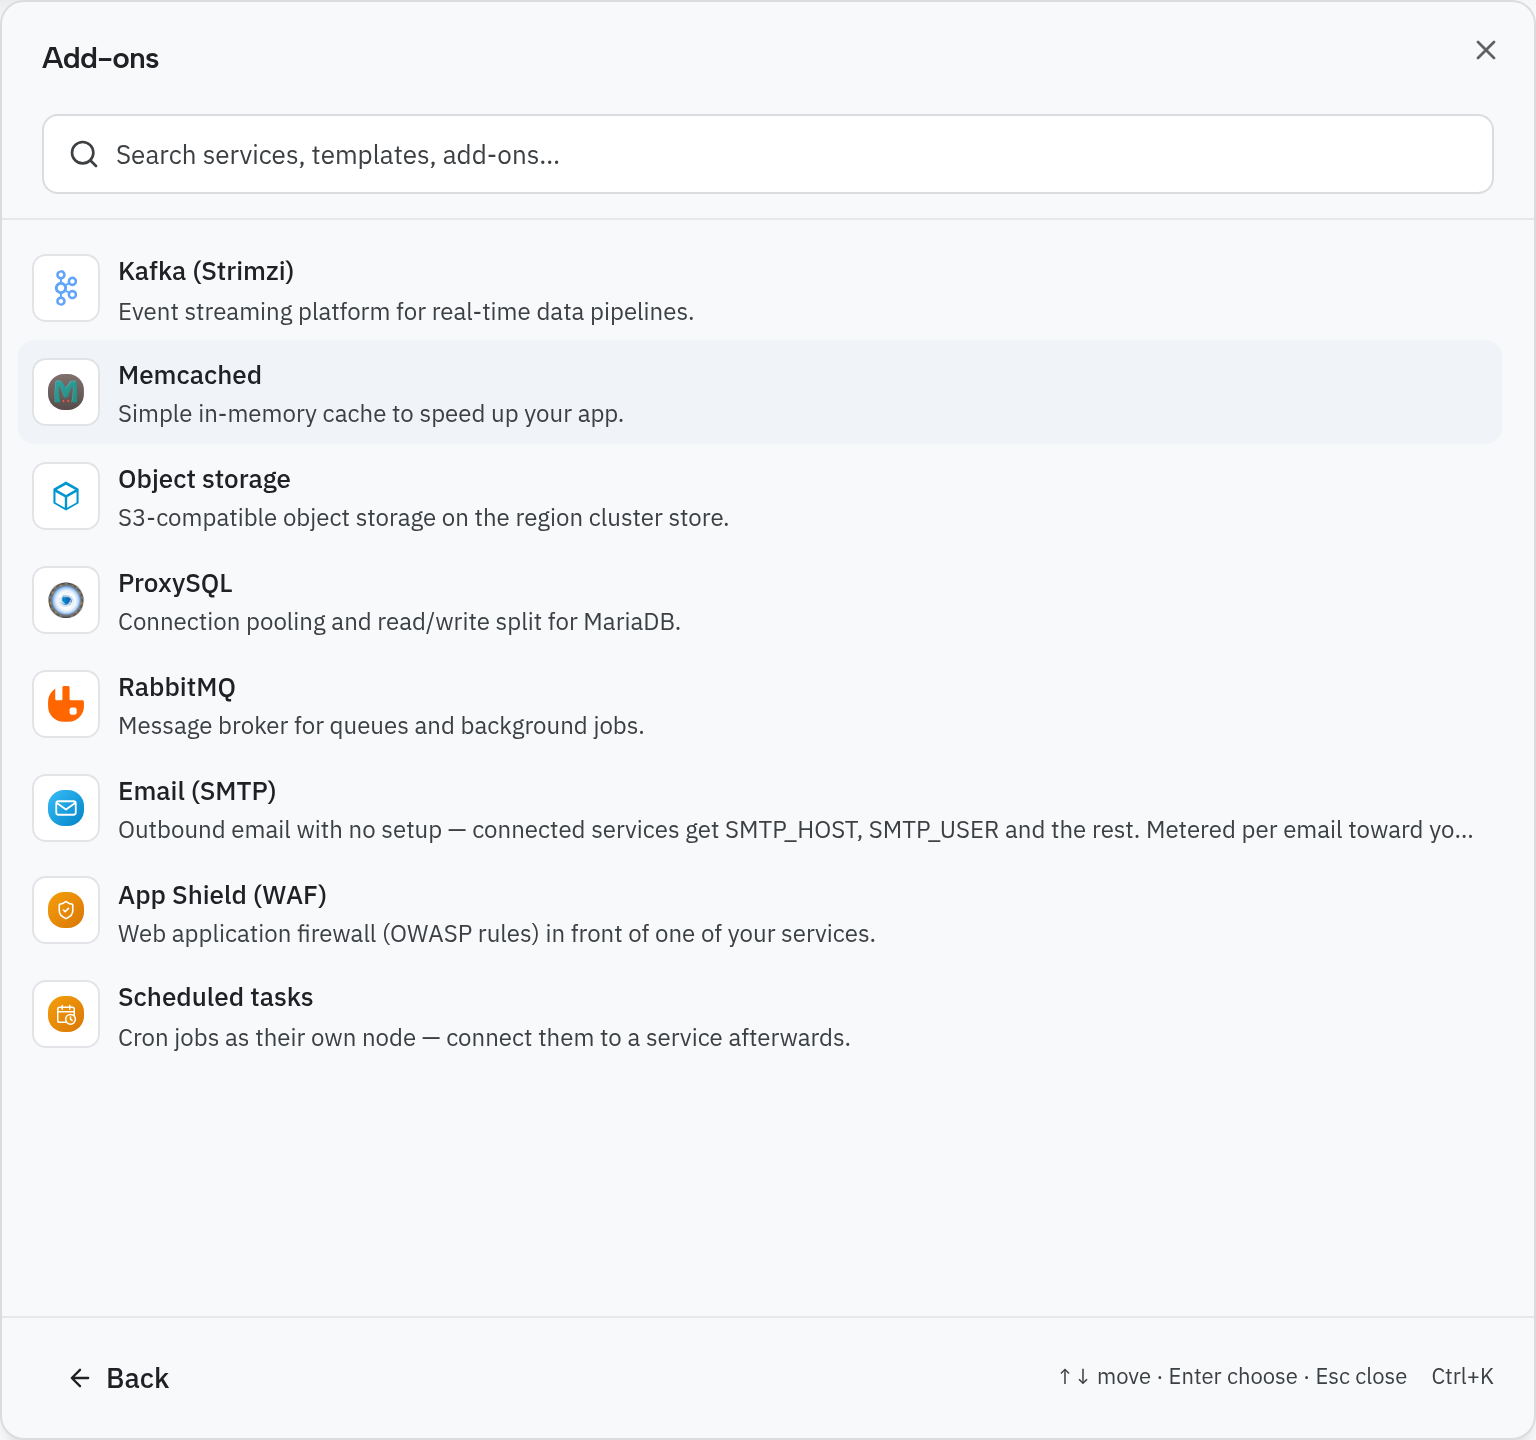 Add-ons
Search services, templates, add-ons...
Kafka (Strimzi)
Event streaming platform for real-time data pipelines.
Memcached
Simple in-memory cache to speed up your app.
Object storage
S3-compatible object storage on the region cluster store.
ProxySQL
Connection pooling and read/write split for MariaDB.
RabbitMQ
Message broker for queues and background jobs.
Email (SMTP)
Outbound email with no setup — connected services get SMTP_HOST, SMTP_USER and the rest. Metered per email toward yo...
App Shield (WAF)
Web application firewall (OWASP rules) in front of one of your services.
Scheduled tasks
Cron jobs as their own node — connect them to a service afterwards.
← Back
↑↓ move · Enter choose · Esc close Ctrl+K